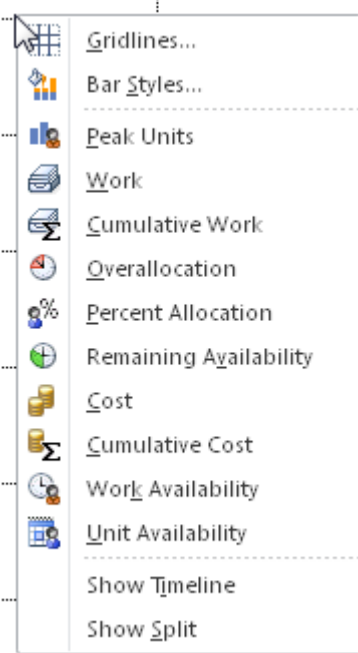 Gridlines...
Bar Styles...
Peak Units
Work
Cumulative Work
Overallocation
Percent Allocation
Remaining Availability
Cost
Cumulative Cost
Work Availability
Unit Availability
Show Timeline
Show Split